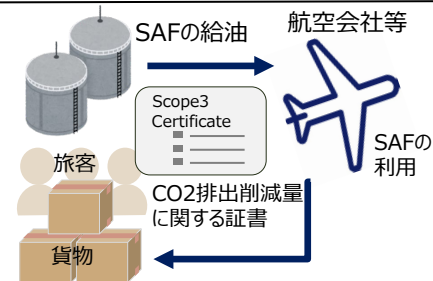 SAFの給油
航空会社等
Scope3
Certificate
SAFの
利用
旅客
CO2排出削減量
に関する証書
貨物